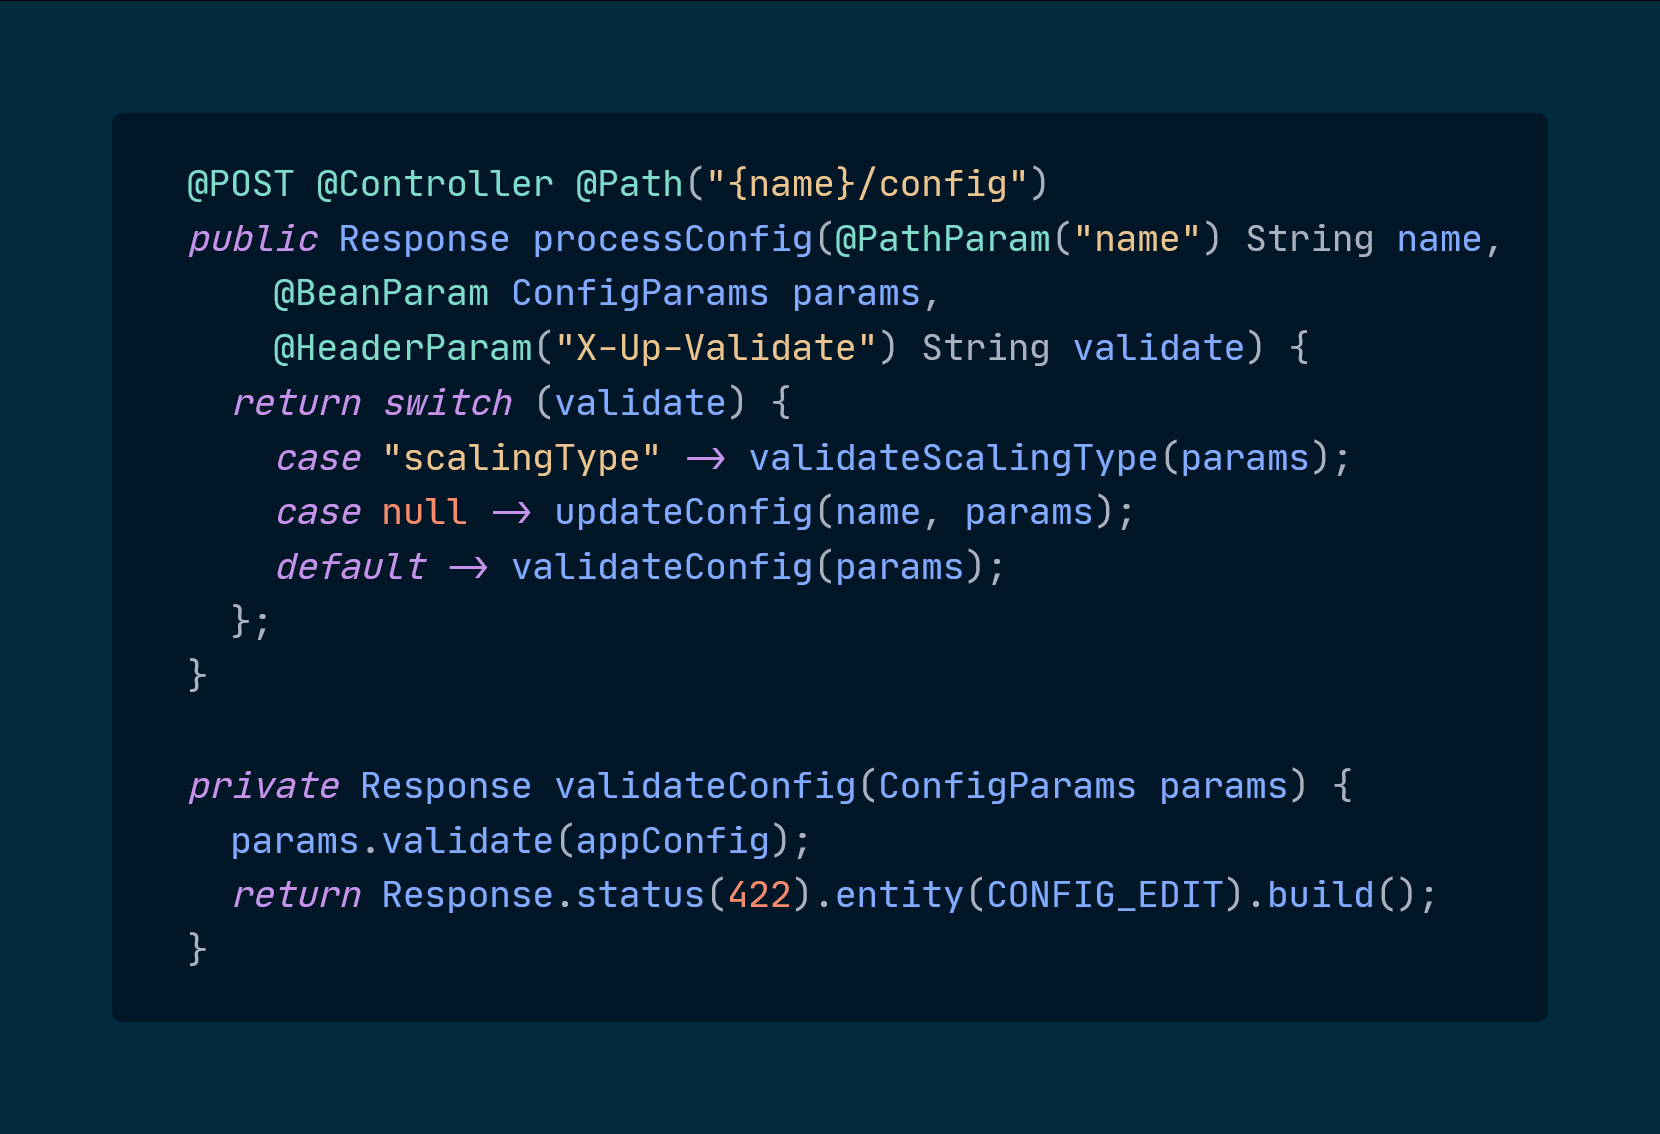 @POST @Controller @Path("{name}/config")
public Response processConfig(@PathParam("name") String name,
    @BeanParam ConfigParams params,
    @HeaderParam("X-Up-Validate") String validate) {
  return switch (validate) {
    case "scalingType" -> validateScalingType(params);
    case null -> updateConfig(name, params);
    default -> validateConfig(params);
  };
}

private Response validateConfig(ConfigParams params) {
  params.validate(appConfig);
  return Response.status(422).entity(CONFIG_EDIT).build();
}